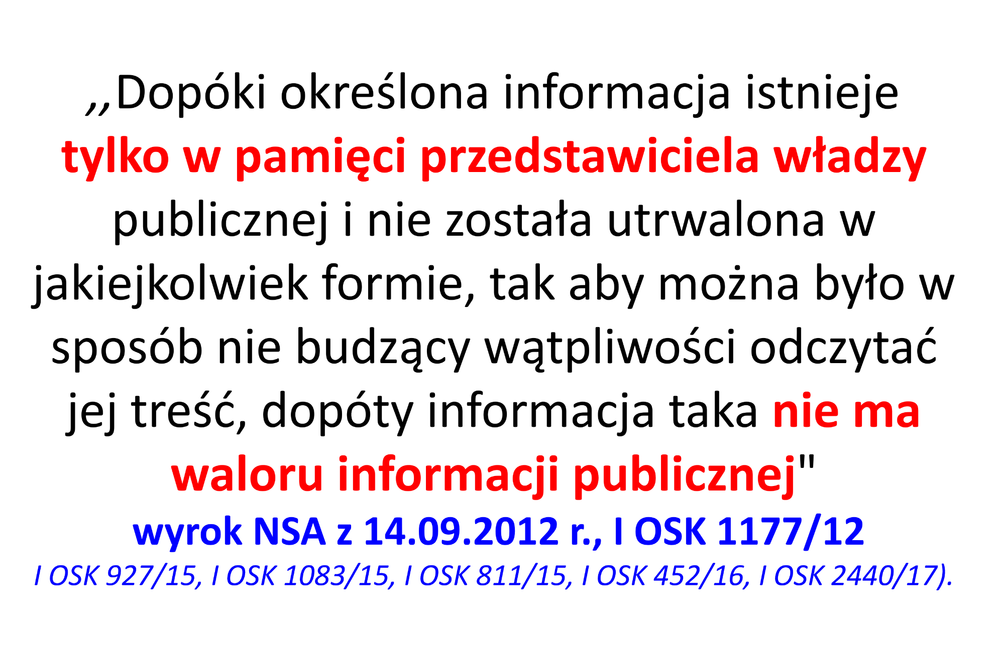 ,,Dopóki określona informacja istnieje
tylko w pamięci przedstawiciela władzy
publicznej i nie została utrwalona w
jakiejkolwiek formie, tak aby można było w
sposób nie budzący wątpliwości odczytać
jej treść, dopóty informacja taka nie ma
waloru informacji publicznej"
wyrok NSA z 14.09.2012 r., I OSK 1177/12
I OSK 927/15, I OSK 1083/15, I OSK 811/15, I OSK 452/16, I OSK 2440/17).